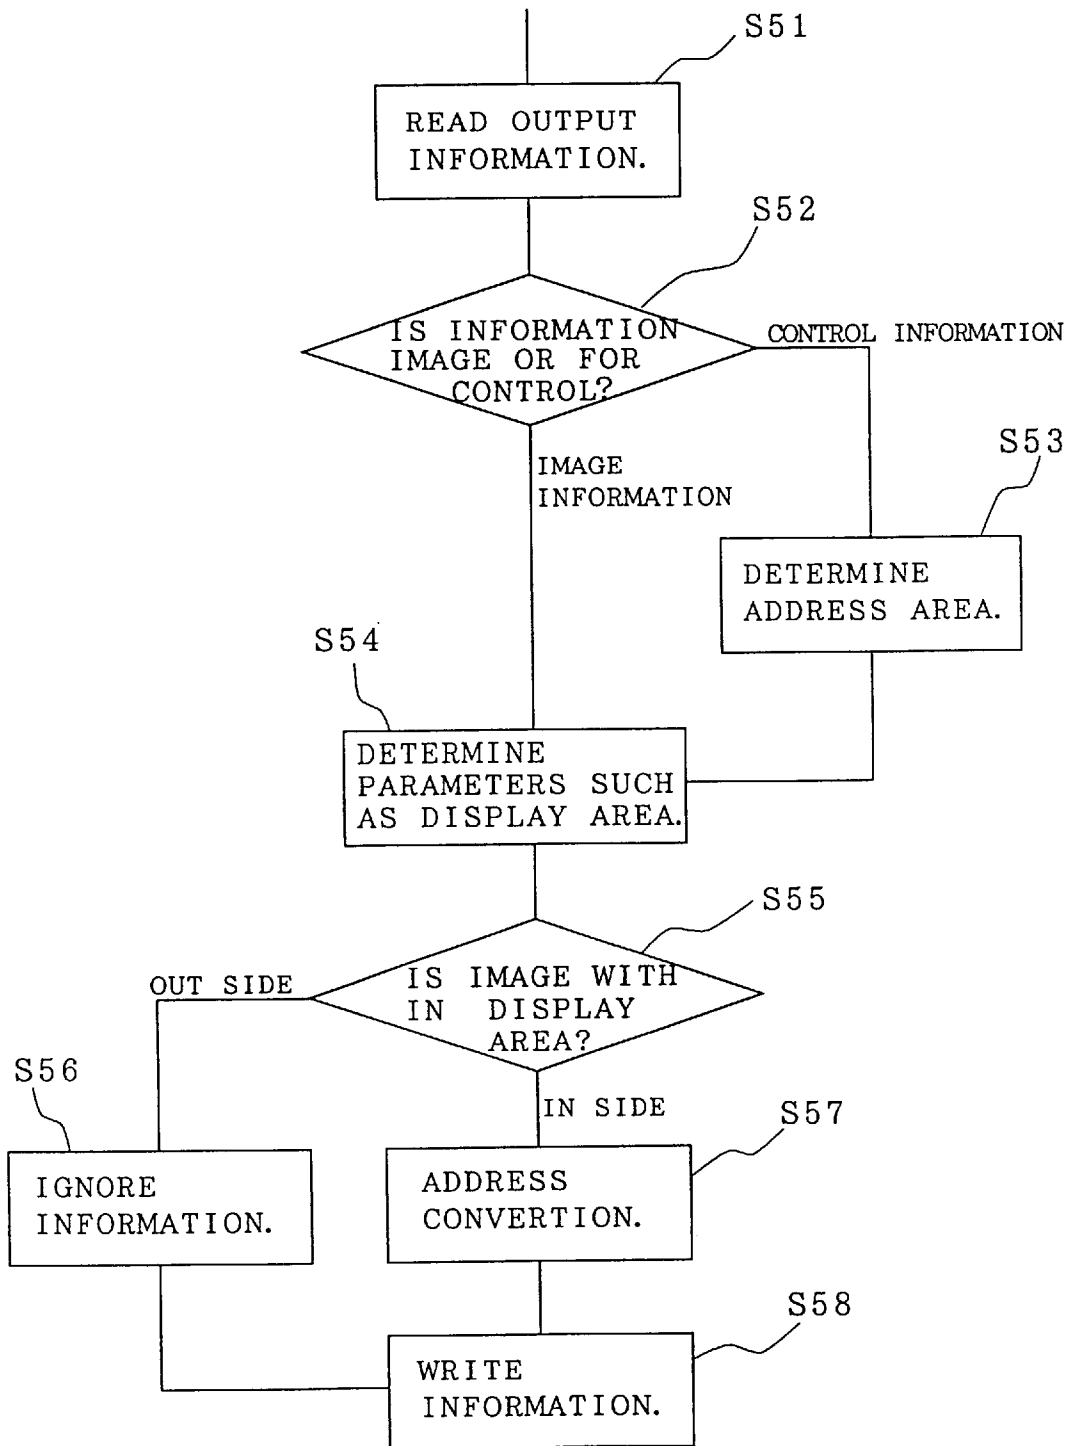 S51
READ OUTPUT
INFORMATION.
S52
IS INFORMATION
IMAGE OR FOR
CONTROL?
CONTROL INFORMATION
IMAGE
INFORMATION
S53
DETERMINE
ADDRESS AREA.
S54
DETERMINE
PARAMETERS SUCH
AS DISPLAY AREA.
S55
IS IMAGE WITH
IN DISPLAY
AREA?
OUT SIDE
IN SIDE
S56
IGNORE
INFORMATION.
S57
ADDRESS
CONVERTION.
S58
WRITE
INFORMATION.